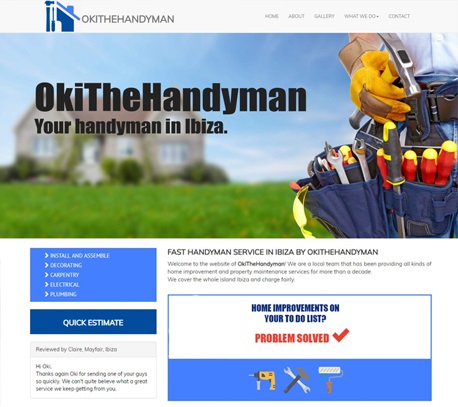 OKITHEHANDYMAN
HOME ABOUT GALLERY WHAT WE DO CONTACT
OkiTheHandyman
Your handyman in Ibiza.
INSTALL AND ASSEMBLE
DECORATING
CARPENTRY
ELECTRICAL
PLUMBING
QUICK ESTIMATE
Reviewed by Claire, Mayfair, Ibiza
Hi Oki,
Thanks again Oki for sending one of your guys
so quickly. We can't quite believe what a great
service we keep getting from you.
FAST HANDYMAN SERVICE IN IBIZA BY OKITHEHANDYMAN
Welcome to the website of OkiTheHandyman! We are a local team that has been providing all kinds of
home improvement and property maintenance services for more than a decade.
We cover the whole island Ibiza and charge fairly.
HOME IMPROVEMENTS ON
YOUR TO DO LIST?
PROBLEM SOLVED